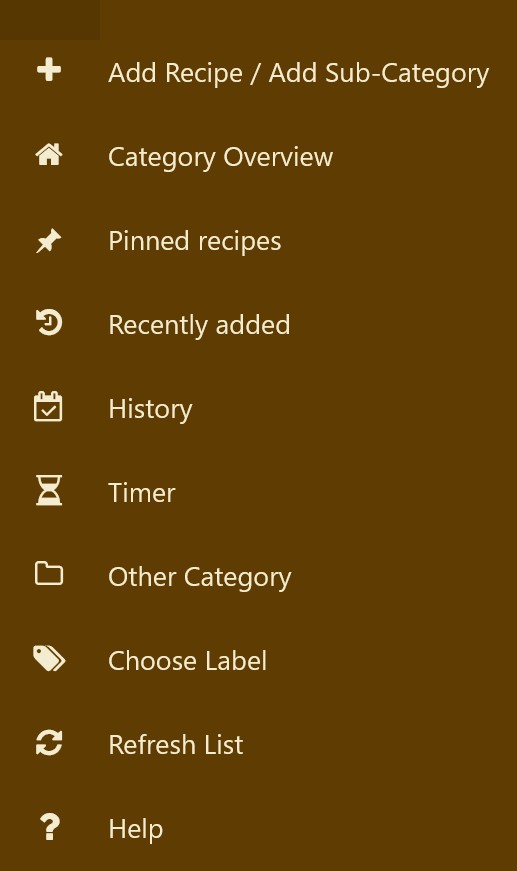 Add Recipe / Add Sub-Category
Category Overview
Pinned recipes
Recently added
History
Timer
Other Category
Choose Label
Refresh List
Help